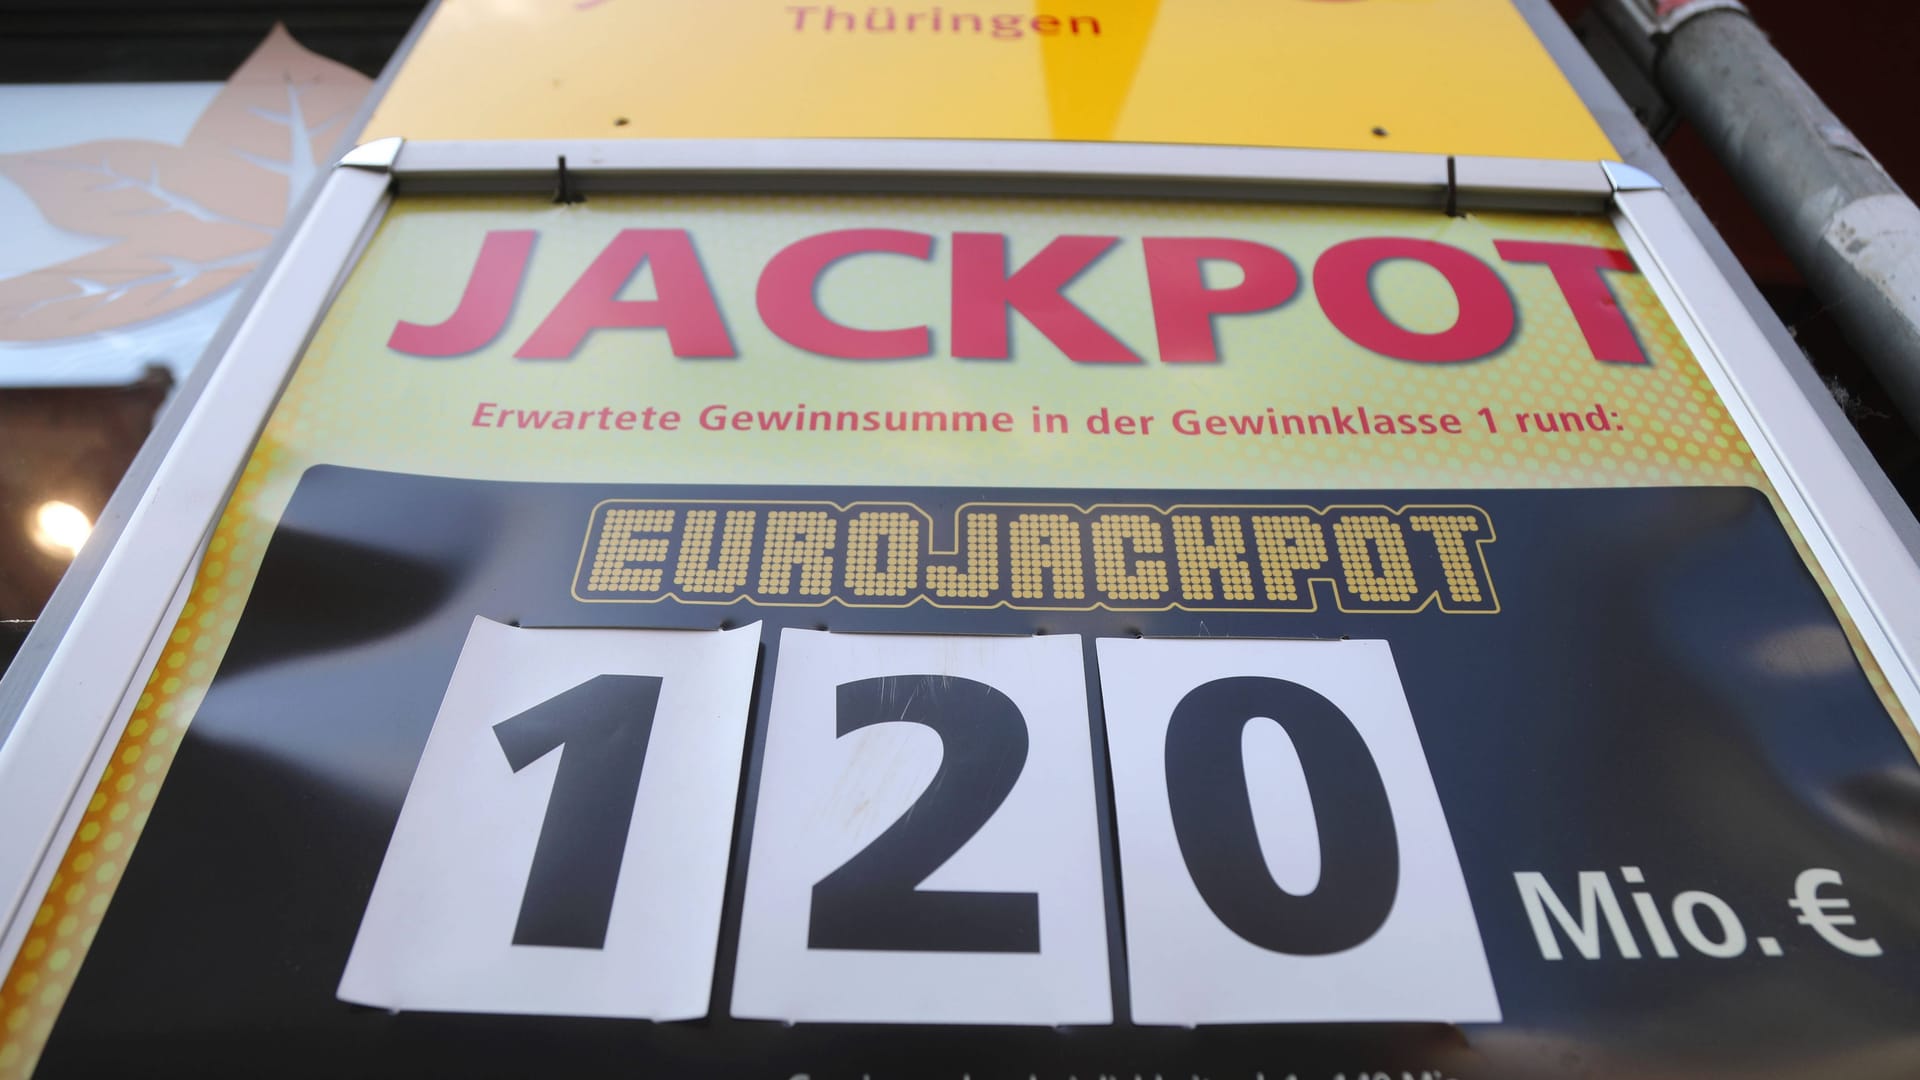 Thüringen
JACKPOT
Erwartete Gewinnsumme in der Gewinnklasse 1 rund:
EUROJACKPOT
120 Mio. €